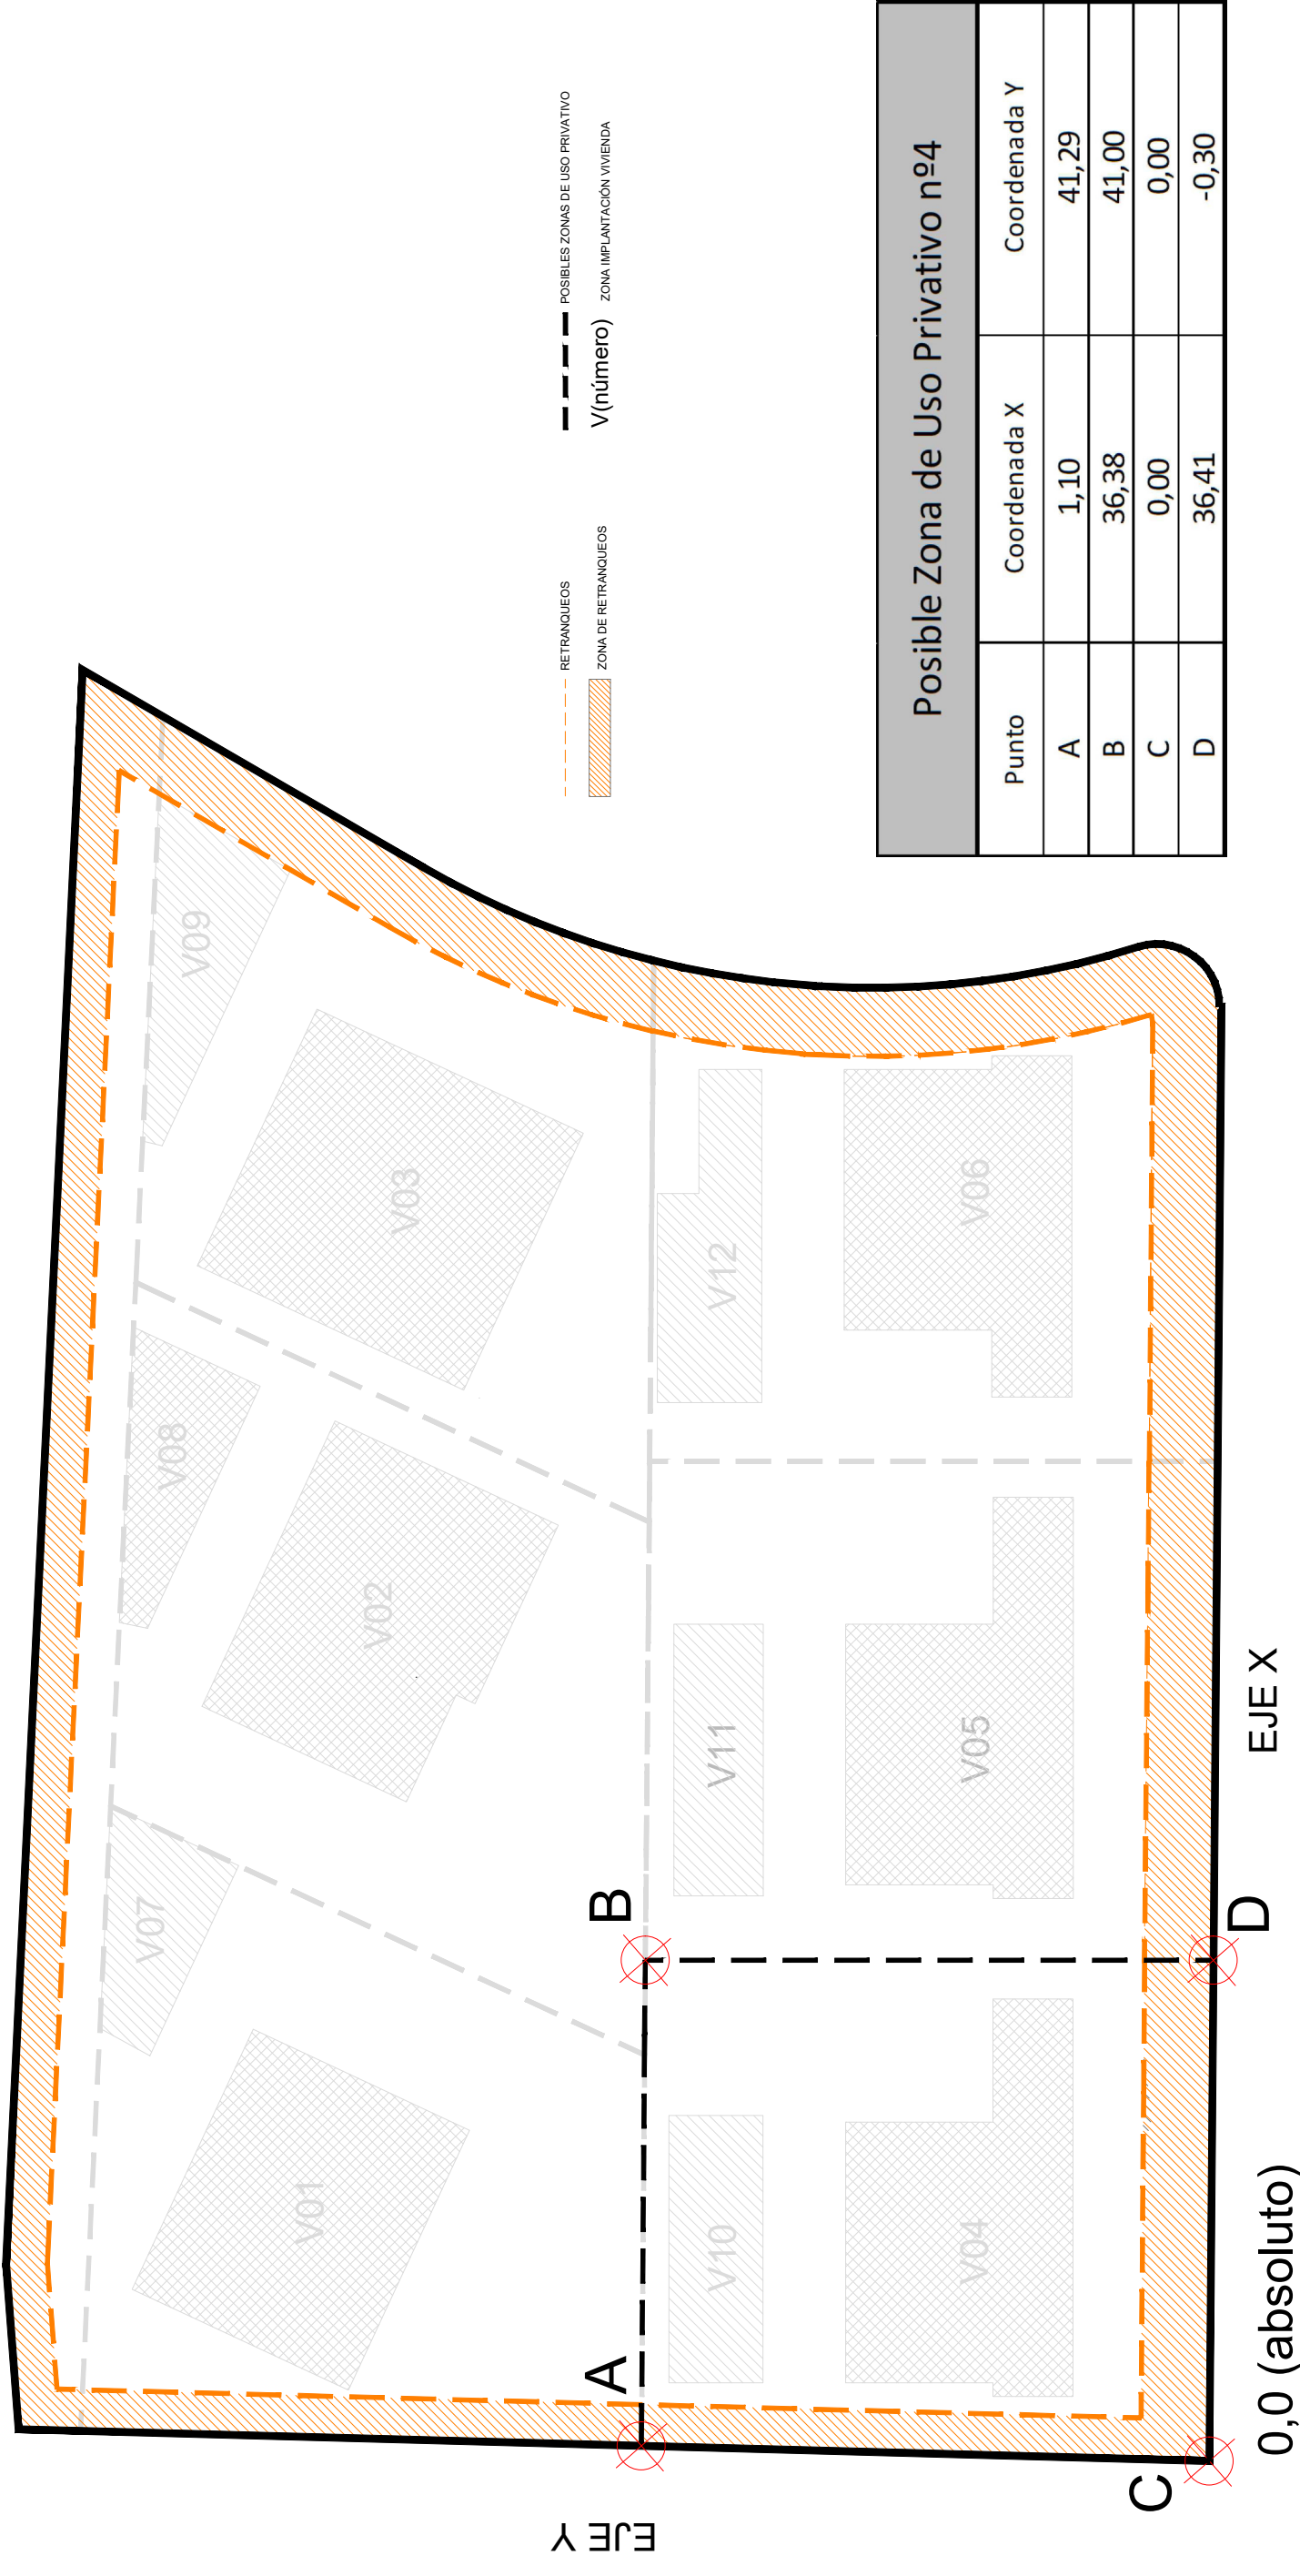 V09
V03
V08
V02
V07
V01
V12
V06
V11
V05
V10
V04
A
B
C
D
EJE Y
EJE X
0,0 (absoluto)
RETRANQUEOS
ZONA DE RETRANQUEOS
POSIBLES ZONAS DE USO PRIVATIVO
V(número) ZONA IMPLANTACIÓN VIVIENDA
Posible Zona de Uso Privativo nº4
Punto Coordenada X Coordenada Y
A 1,10 41,29
B 36,38 41,00
C 0,00 0,00
D 36,41 -0,30